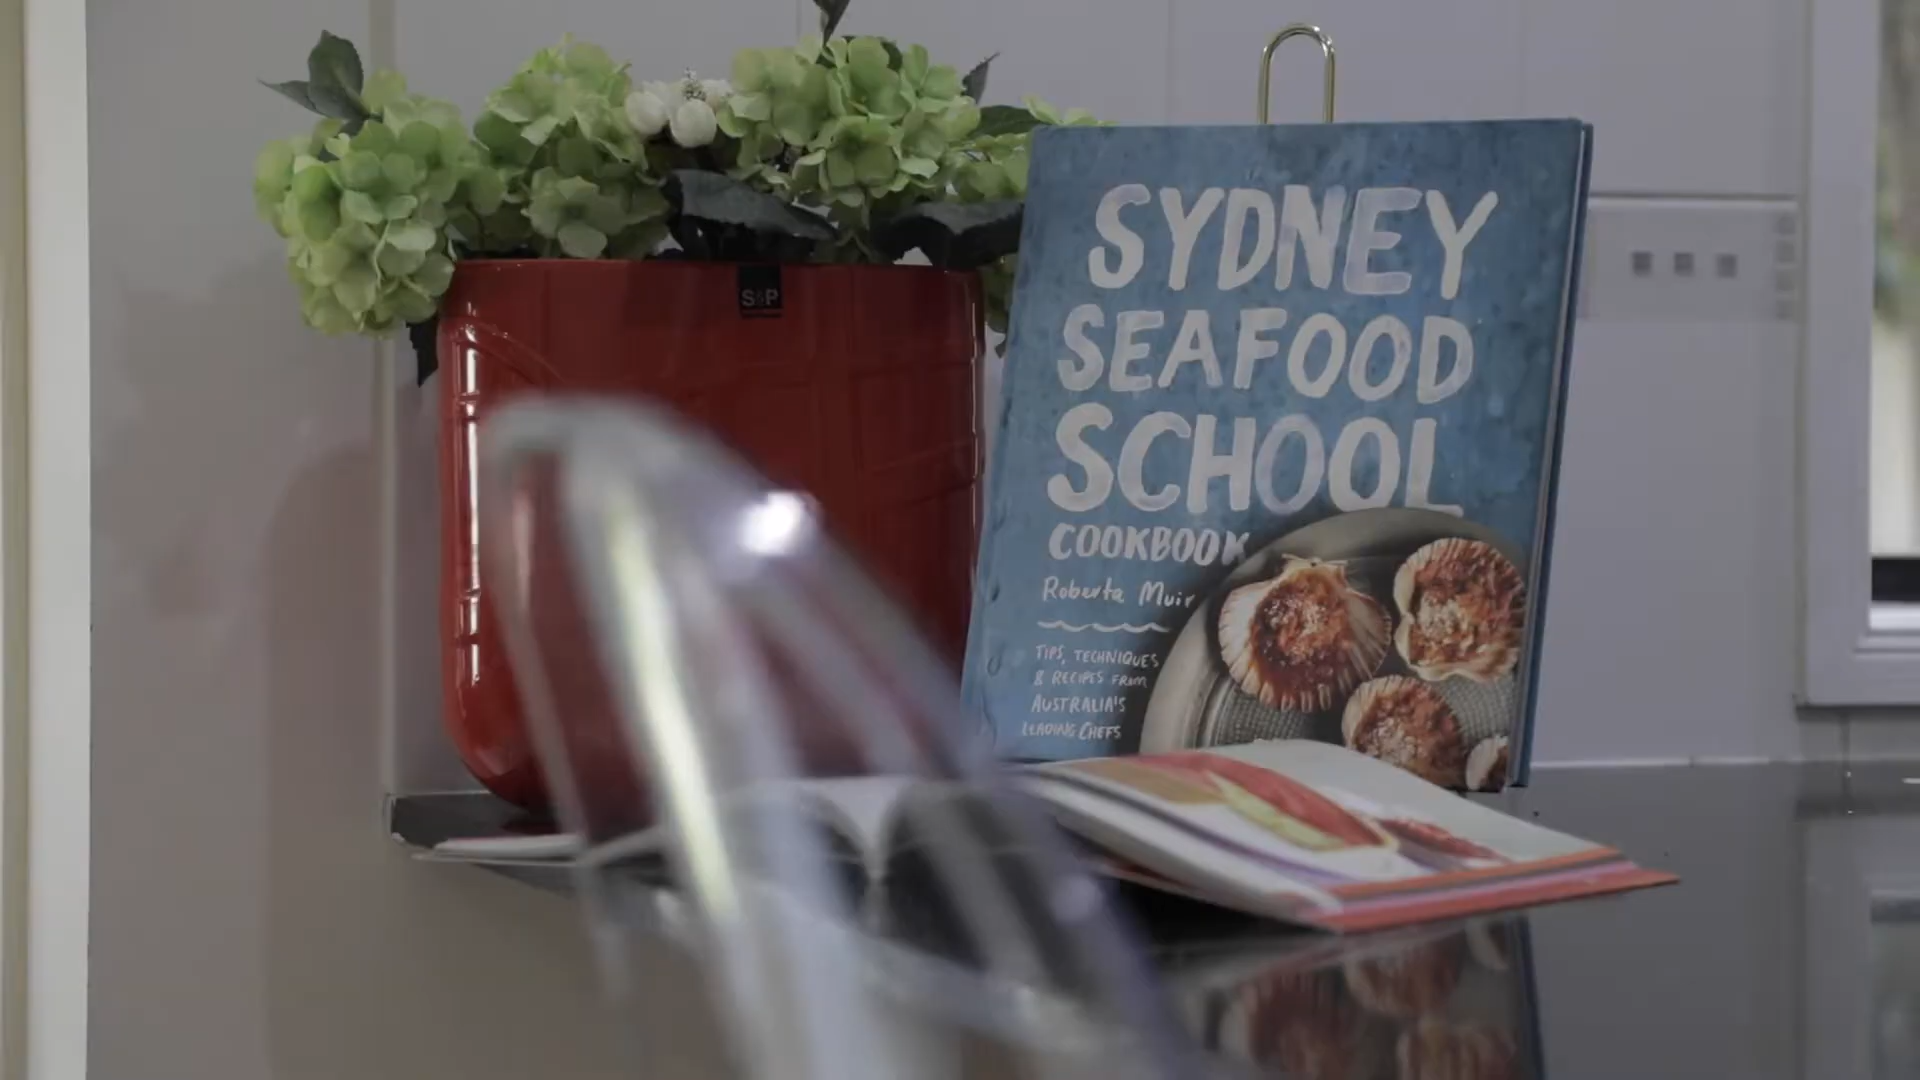 S&P
SYDNEY
SEAFOOD
SCHOOL
COOKBOOK
Roberta Muir
TIPS, TECHNIQUES
& RECIPES FROM
AUSTRALIA'S
LEADING CHEFS